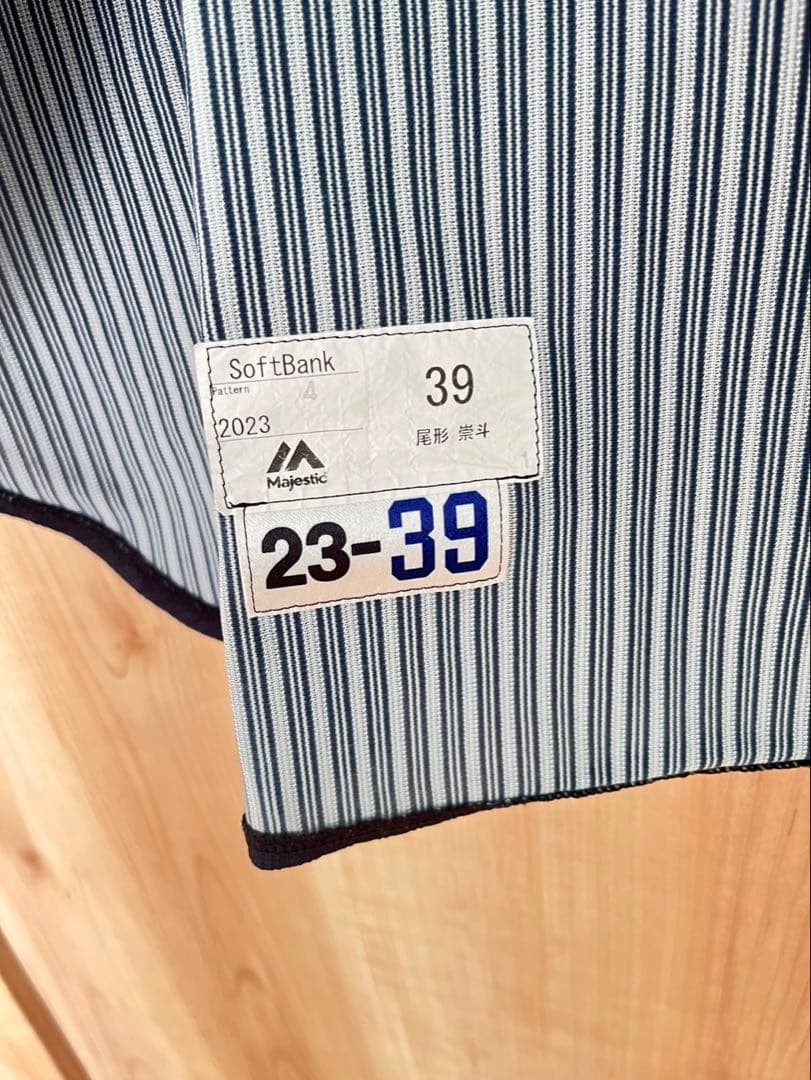 SoftBank
Pattern 4
2023
Majestic
39
尾形 崇斗
23-39